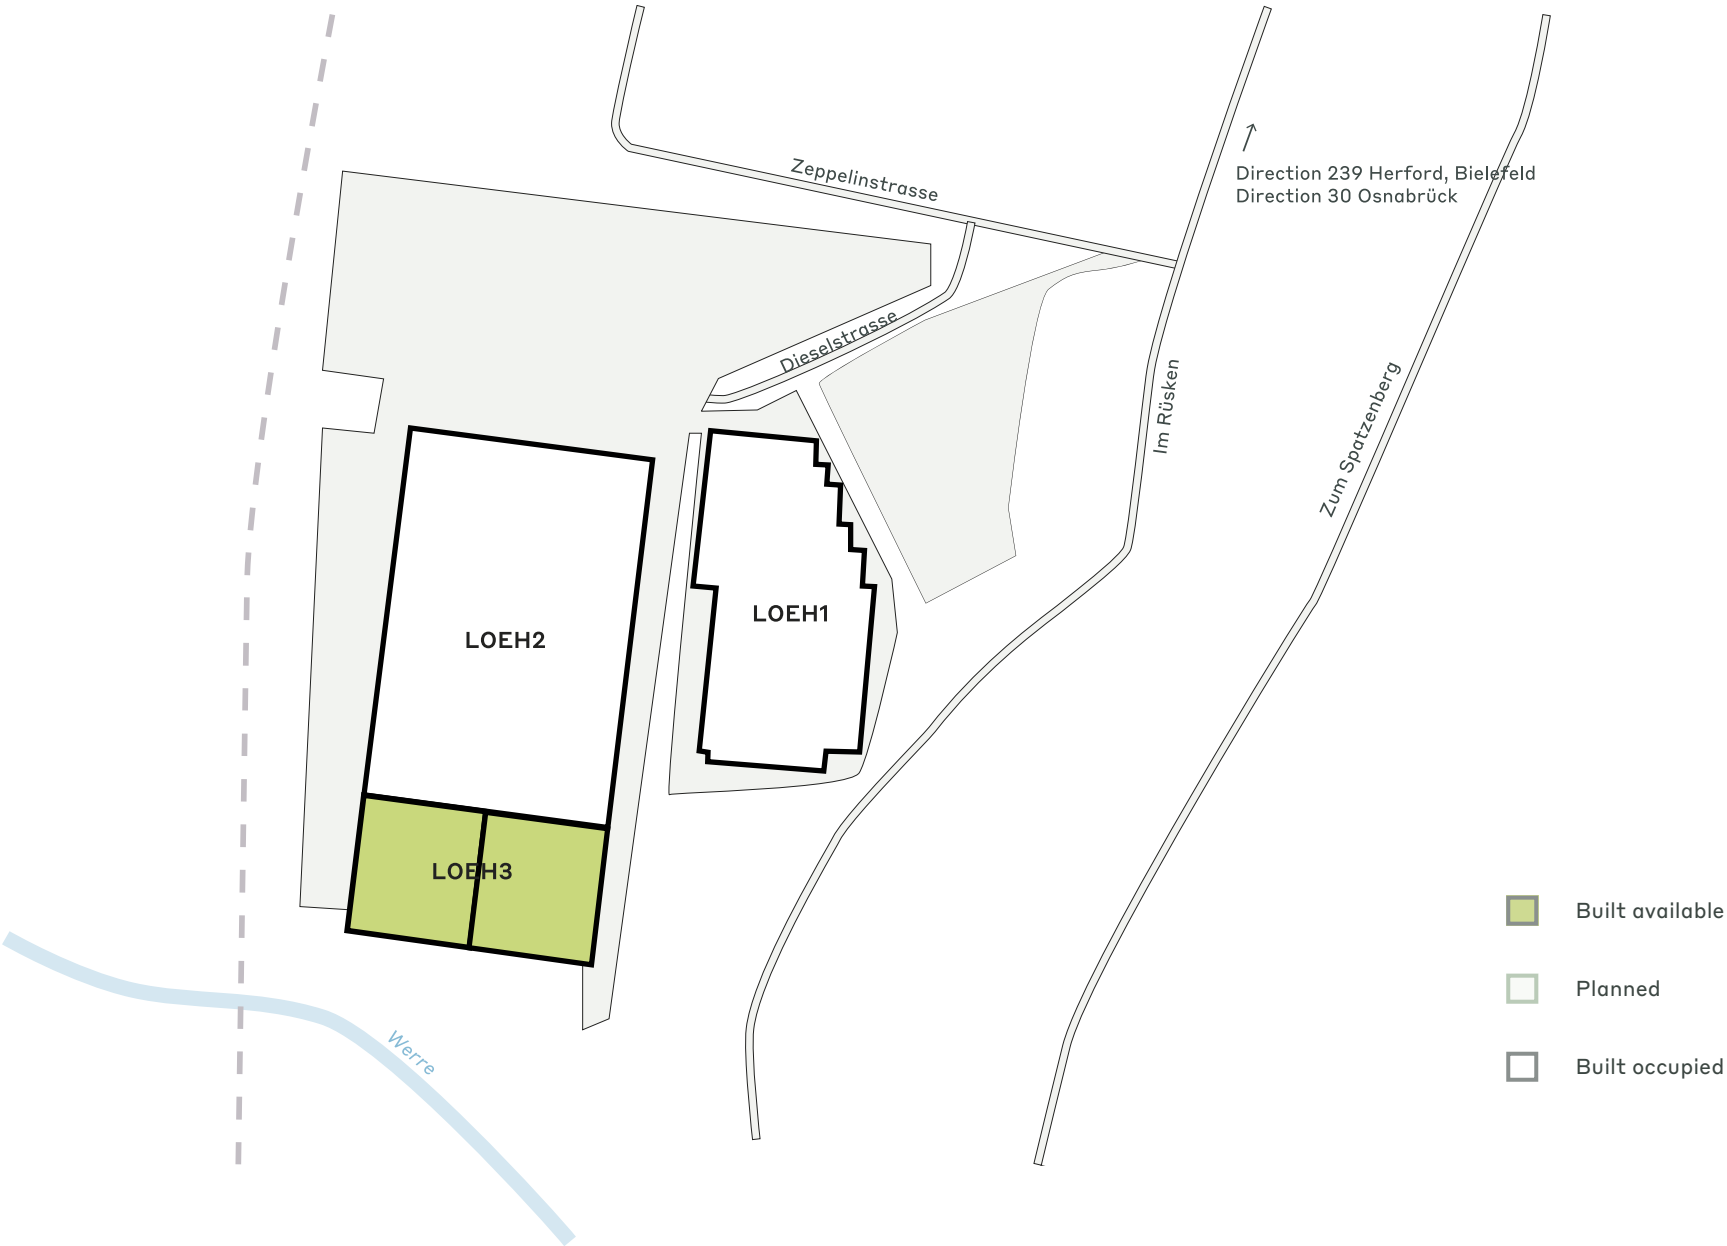 Zeppelinstrasse
Direction 239 Herford, Bielefeld
Direction 30 Osnabrück
Dieselstrasse
Im Rüsken
Zum Spatzenberg
LOEH1
LOEH2
LOEH3
Built available
Planned
Built occupied
Werre